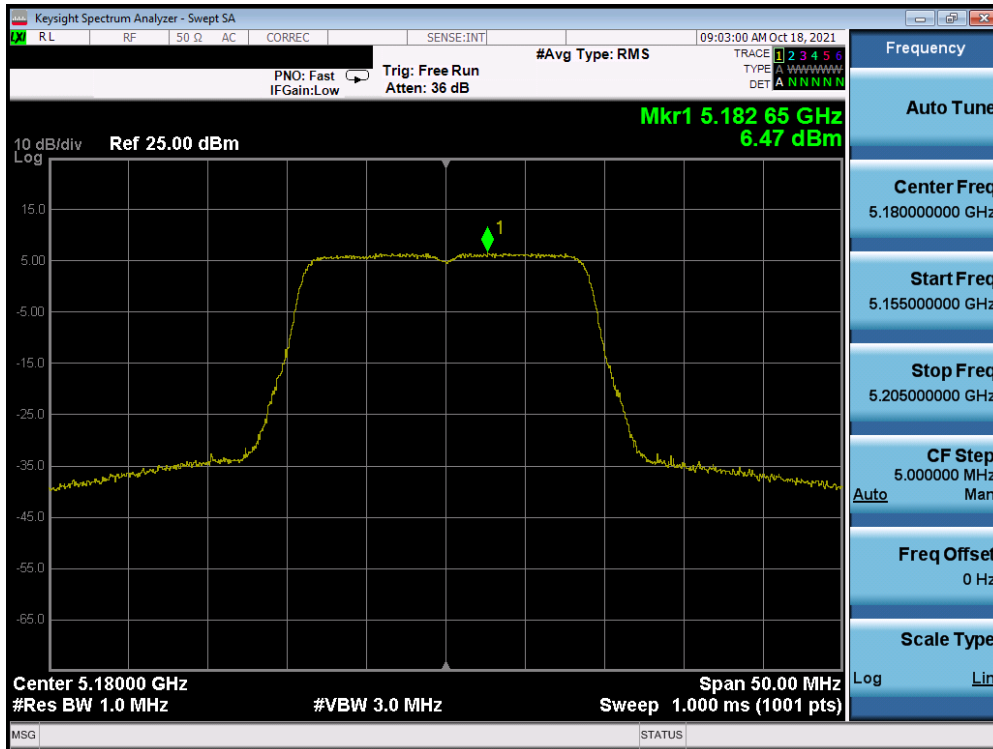 Keysight Spectrum Analyzer - Swept SA
LXI RL RF 50 Ω AC CORREC SENSE:INT 09:03:00 AM Oct 18, 2021
PNO: Fast
IFGain:Low
Trig: Free Run
Atten: 36 dB
#Avg Type: RMS
TRACE 1 2 3 4 5 6
TYPE A WWWWW
DET A N N N N N
Mkr1 5.182 65 GHz
6.47 dBm
10 dB/div
Log
Ref 25.00 dBm
15.0
5.00
-5.00
-15.0
-25.0
-35.0
-45.0
-55.0
-65.0
1
Center 5.18000 GHz
Span 50.00 MHz
#Res BW 1.0 MHz
#VBW 3.0 MHz
Sweep 1.000 ms (1001 pts)
MSG
STATUS
Frequency
Auto Tune
Center Freq
5.180000000 GHz
Start Freq
5.155000000 GHz
Stop Freq
5.205000000 GHz
CF Step
5.000000 MHz
Auto Man
Freq Offset
0 Hz
Scale Type
Log Lin